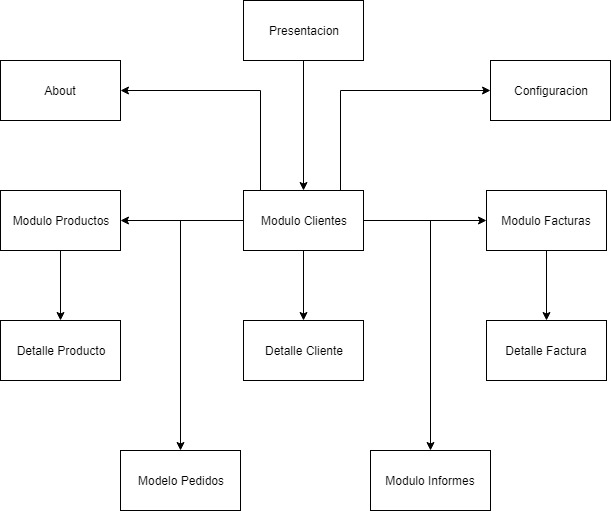 Presentacion
About
Configuracion
Modulo Productos
Modulo Clientes
Modulo Facturas
Detalle Producto
Detalle Cliente
Detalle Factura
Modelo Pedidos
Modulo Informes